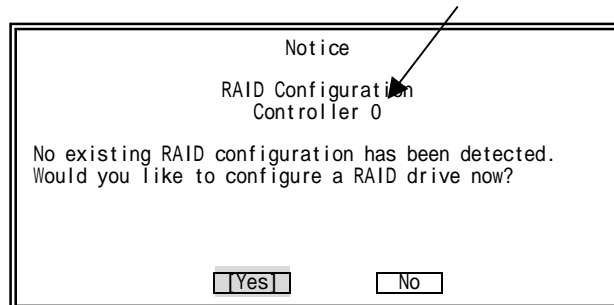 Notice
RAID Configuration
Controller 0
No existing RAID configuration has been detected.
Would you like to configure a RAID drive now?
[Yes] No